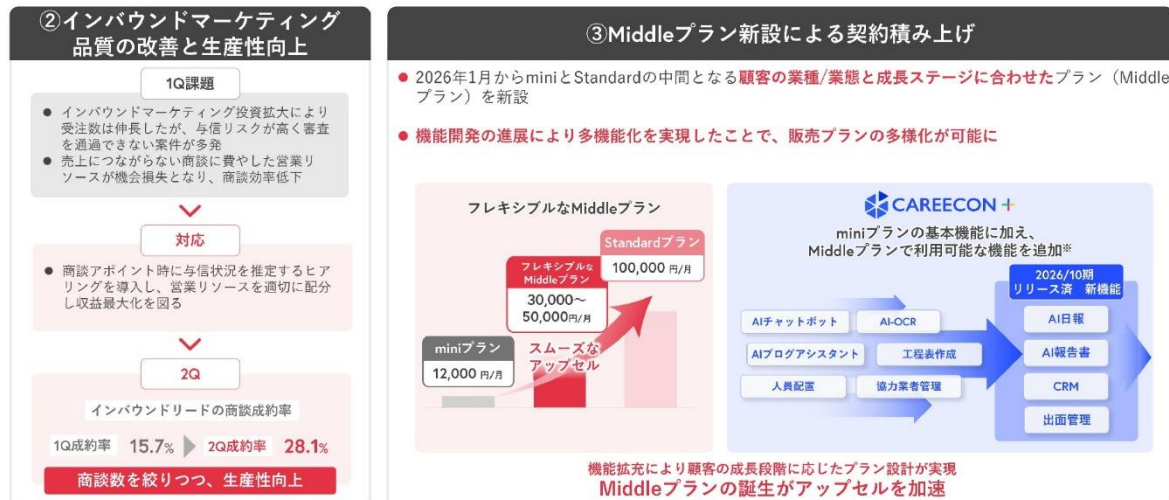 ②インバウンドマーケティング
品質の改善と生産性向上
1Q課題
● インバウンドマーケティング投資拡大により
受注数は伸長したが、与信リスクが高く審査
を通過できない案件が多発
● 売上につながらない商談に費やした営業リ
ソースが機会損失となり、商談効率低下
対応
● 商談アポイント時に与信状況を推定するヒア
リングを導入し、営業リソースを適切に配分
し収益最大化を図る
2Q
インバウンドリードの商談成約率
1Q成約率 15.7% 2Q成約率 28.1%
商談数を絞りつつ、生産性向上
③Middleプラン新設による契約積み上げ
● 2026年1月からminiとStandardの中間となる顧客の業種/業態と成長ステージに合わせたプラン（Middle
プラン）を新設
● 機能開発の進展により多機能化を実現したことで、販売プランの多様化が可能に
フレキシブルなMiddleプラン
miniプラン
12,000 円/月
フレキシブルな
Middleプラン
30,000～
50,000円/月
Standardプラン
100,000 円/月
スムーズな
アップセル
CAREECON +
miniプランの基本機能に加え、
Middleプランで利用可能な機能を追加※
AIチャットボット
AI-OCR
AIブログアシスタント
工程表作成
人員配置
協力業者管理
2026/10期
リリース済 新機能
AI日報
AI報告書
CRM
出面管理
機能拡充により顧客の成長段階に応じたプラン設計が実現
Middleプランの誕生がアップセルを加速